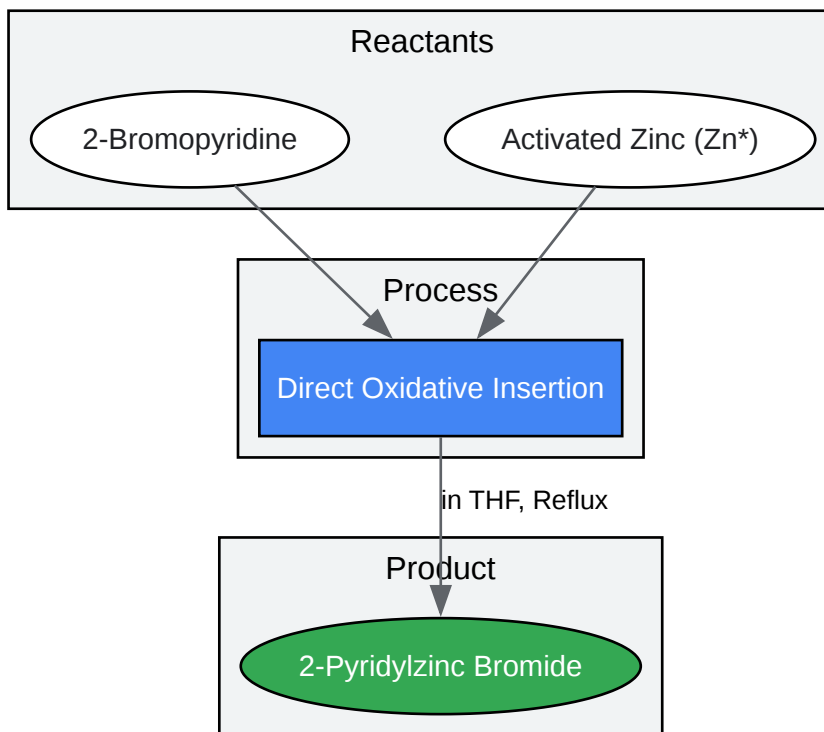 Reactants
2-Bromopyridine
Activated Zinc (Zn*)
Process
Direct Oxidative Insertion
in THF, Reflux
Product
2-Pyridylzinc Bromide